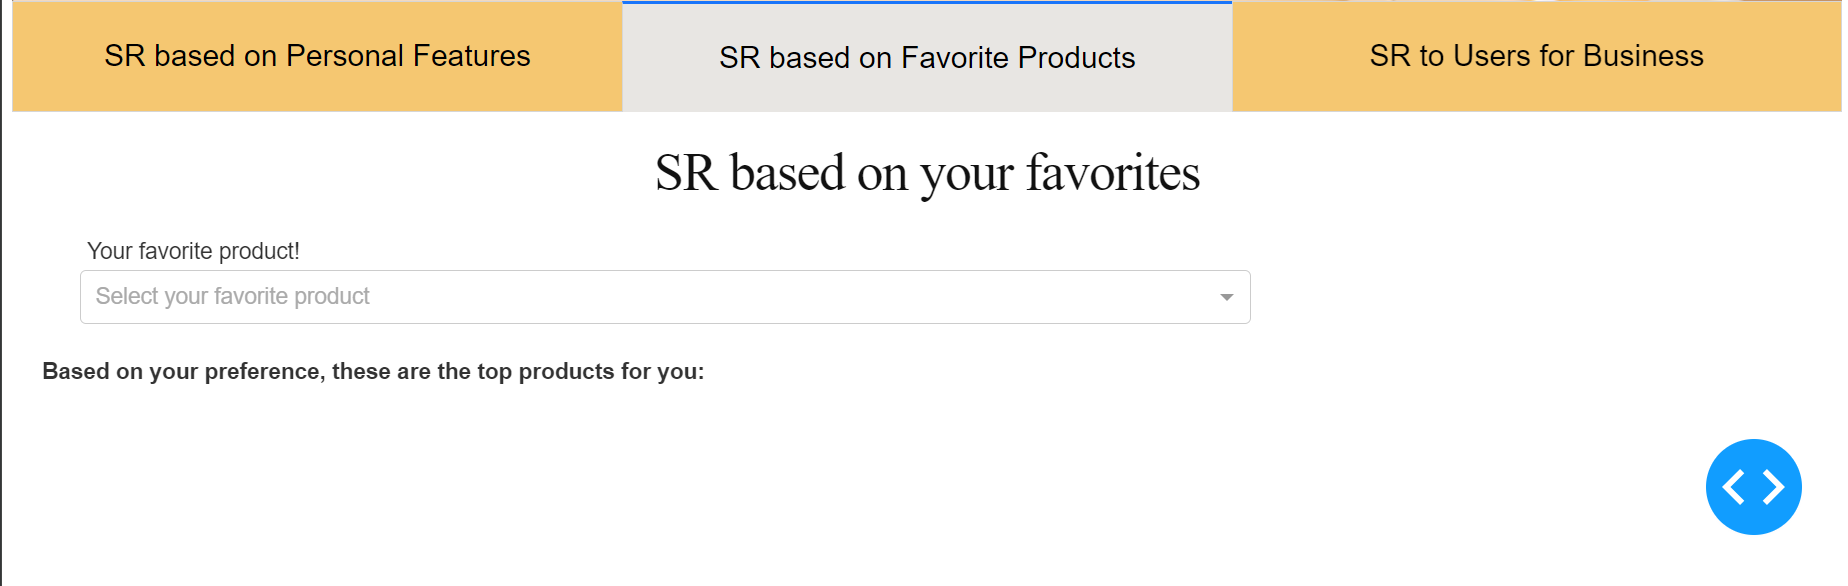 SR based on Personal Features
SR based on Favorite Products
SR to Users for Business
SR based on your favorites
Your favorite product!
Select your favorite product
Based on your preference, these are the top products for you: